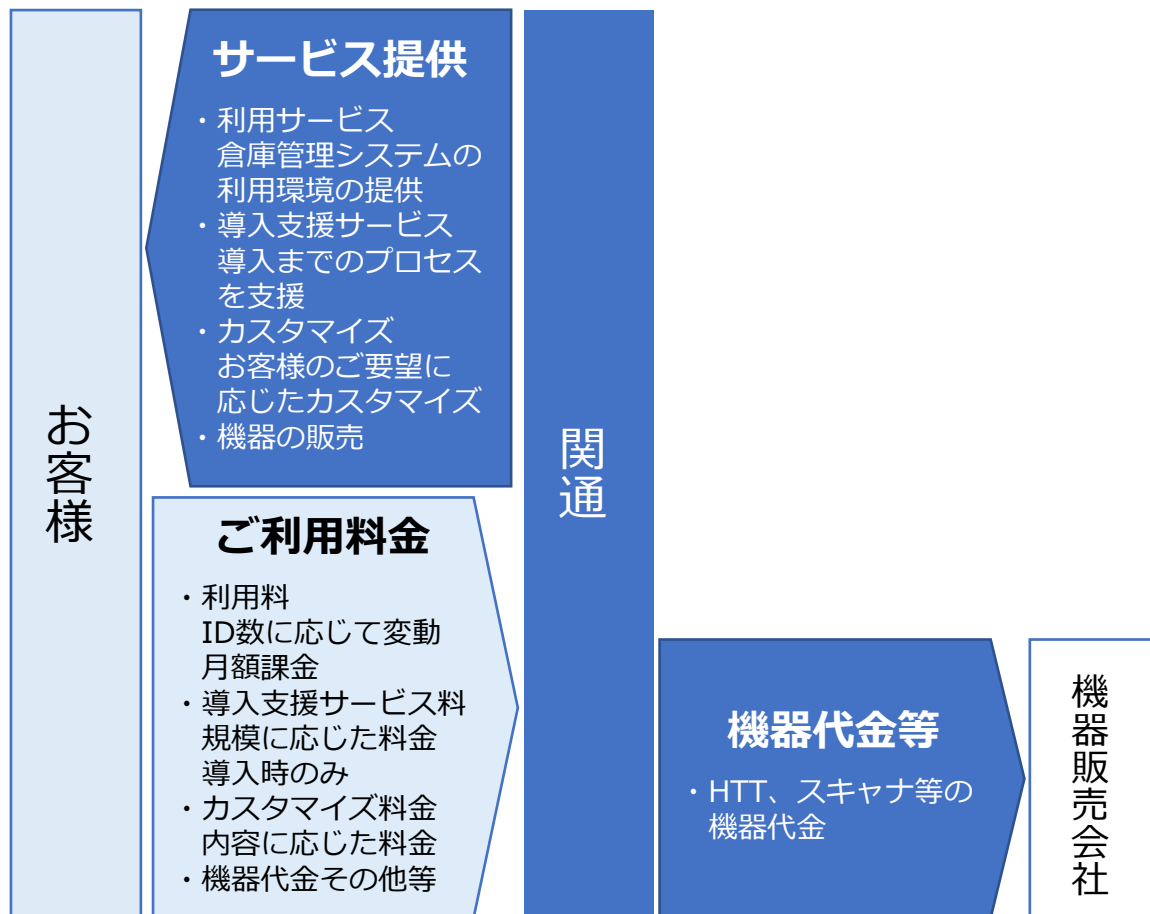 お客様
サービス提供
・利用サービス
倉庫管理システムの
利用環境の提供
・導入支援サービス
導入までのプロセス
を支援
・カスタマイズ
お客様のご要望に
応じたカスタマイズ
・機器の販売
ご利用料金
・利用料
ID数に応じて変動
月額課金
・導入支援サービス料
規模に応じた料金
導入時のみ
・カスタマイズ料金
内容に応じた料金
・機器代金その他等
関通
機器代金等
・HTT、スキャナ等の
機器代金
機器販売会社